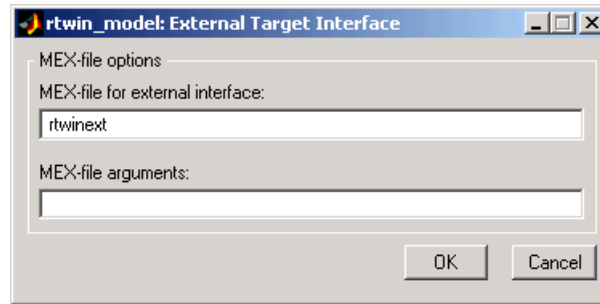 rtwin_model: External Target Interface
MEX-file options
MEX-file for external interface:
rtwinext
MEX-file arguments:
OK Cancel